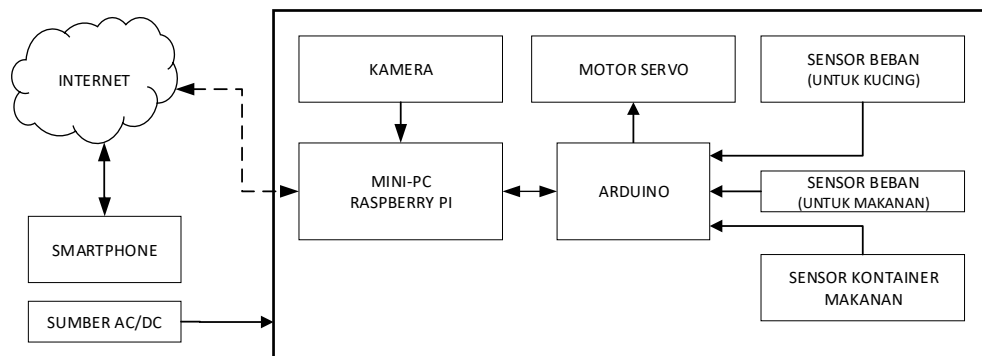 INTERNET
SMARTPHONE
SUMBER AC/DC
KAMERA
MINI-PC
RASPBERRY PI
MOTOR SERVO
ARDUINO
SENSOR BEBAN
(UNTUK KUCING)
SENSOR BEBAN
(UNTUK MAKANAN)
SENSOR KONTAINER
MAKANAN